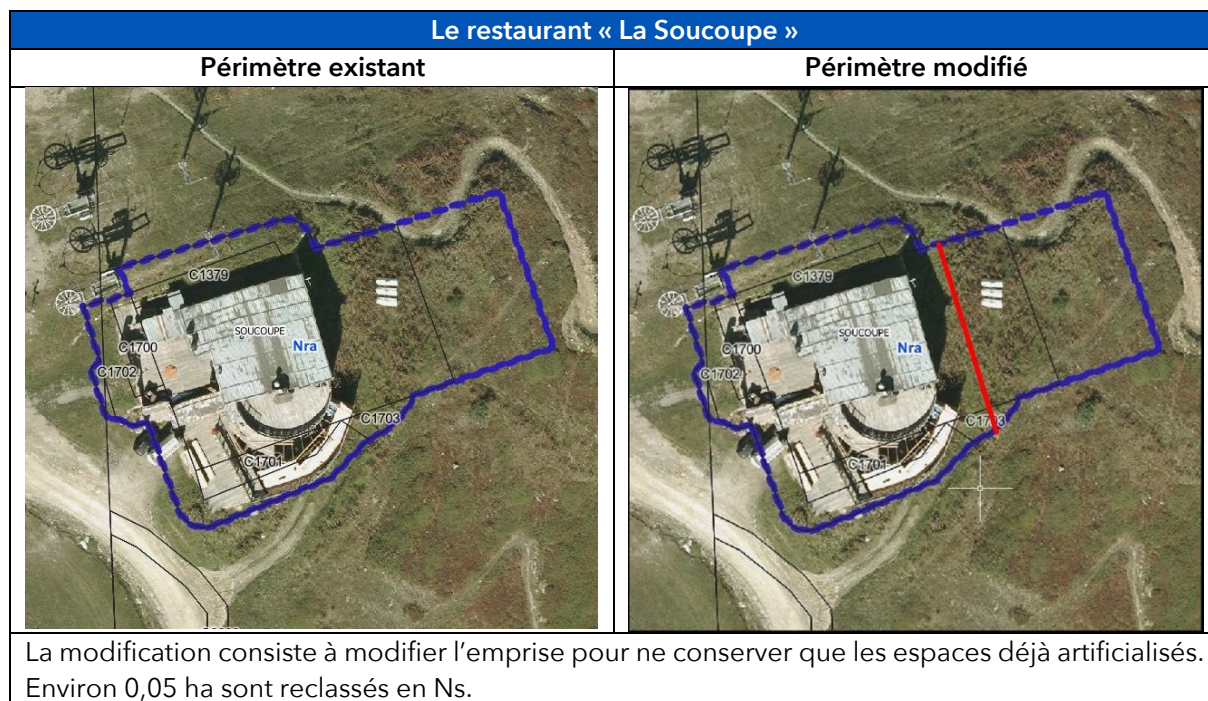 Le restaurant « La Soucoupe »
Périmètre existant
Périmètre modifié
C1379
SOUCOUPE
Nra
C1700
C1702
C1703
C1701
C1379
SOUCOUPE
Nra
C1700
C1702
C1703
C1701
La modification consiste à modifier l’emprise pour ne conserver que les espaces déjà artificialisés.
Environ 0,05 ha sont reclassés en Ns.